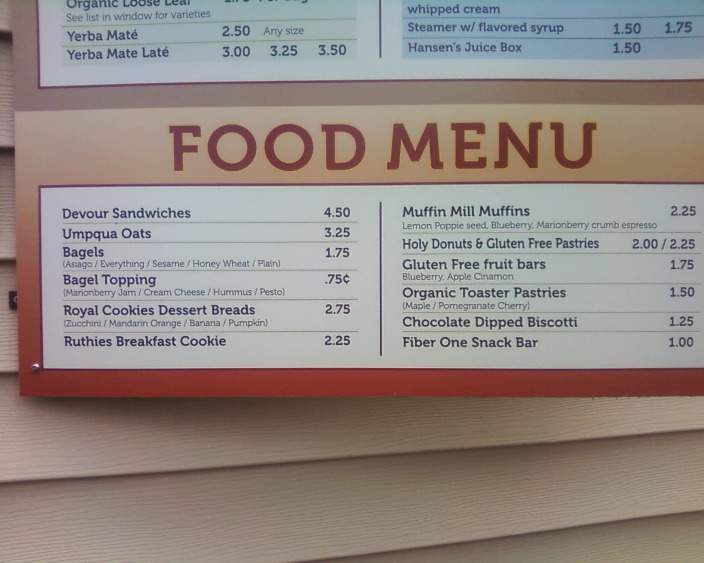 Organic Loose Leaf
See list in window for varieties
Yerba Maté 2.50 Any size
Yerba Mate Laté 3.00 3.25 3.50
whipped cream
Steamer w/ flavored syrup 1.50 1.75
Hansen's Juice Box 1.50
FOOD MENU
Devour Sandwiches 4.50
Umpqua Oats 3.25
Bagels 1.75
(Asiago / Everything / Sesame / Honey Wheat / Plain)
Bagel Topping .75¢
(Marionberry Jam / Cream Cheese / Hummus / Pesto)
Royal Cookies Dessert Breads 2.75
(Zucchini / Mandarin Orange / Banana / Pumpkin)
Ruthies Breakfast Cookie 2.25
Muffin Mill Muffins 2.25
Lemon Poppie seed, Blueberry, Marionberry crumb espresso
Holy Donuts & Gluten Free Pastries 2.00 / 2.25
Gluten Free fruit bars 1.75
Blueberry, Apple Cinamon
Organic Toaster Pastries 1.50
(Maple / Pomegranate Cherry)
Chocolate Dipped Biscotti 1.25
Fiber One Snack Bar 1.00